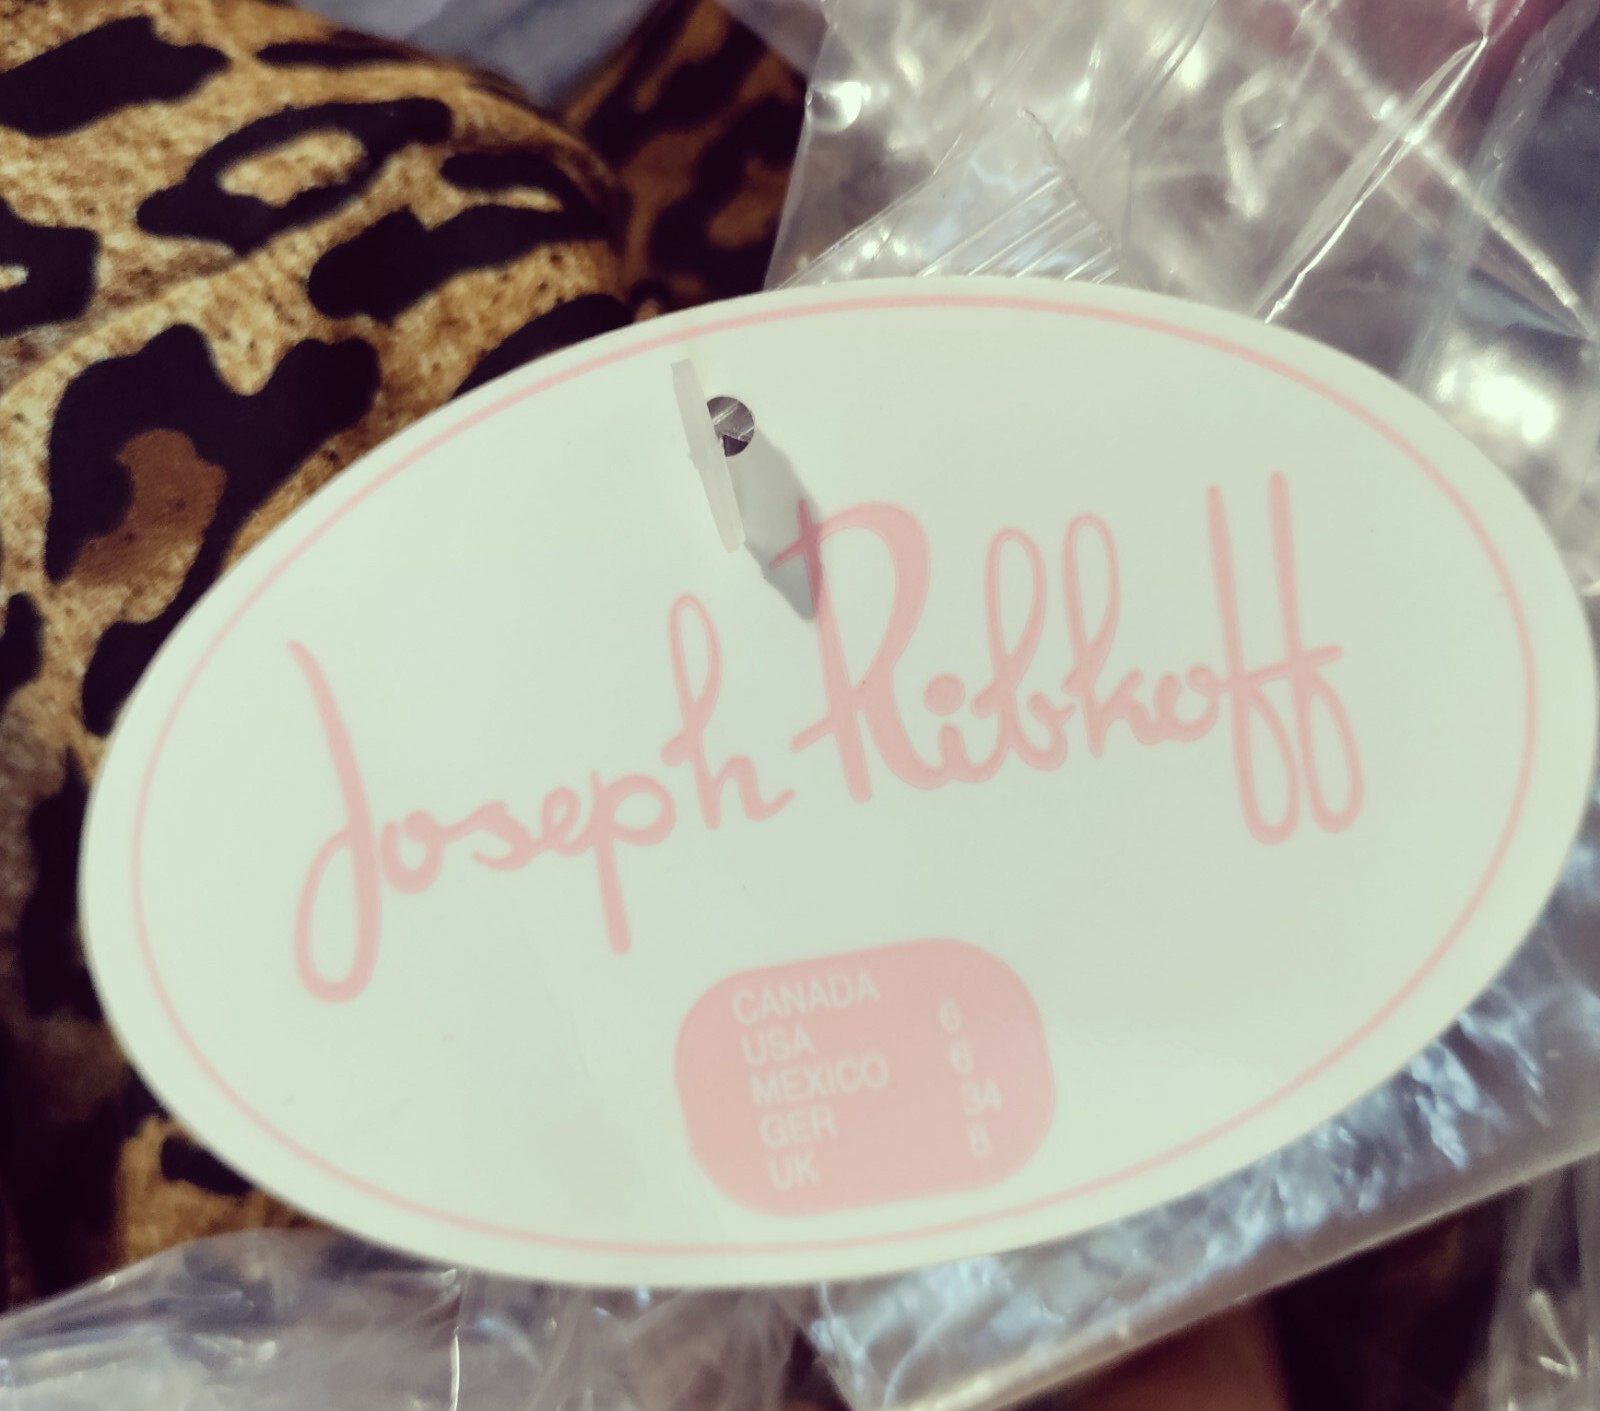 Joseph Ribkoff
CANADA
USA 6
MEXICO 6
GER 34
UK 8